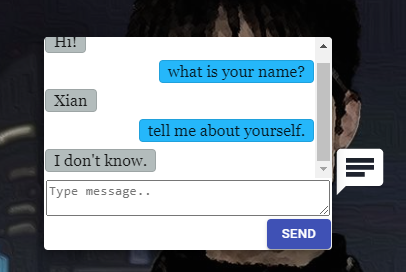 Hi!
what is your name?
Xian
tell me about yourself.
I don't know.
Type message..
SEND